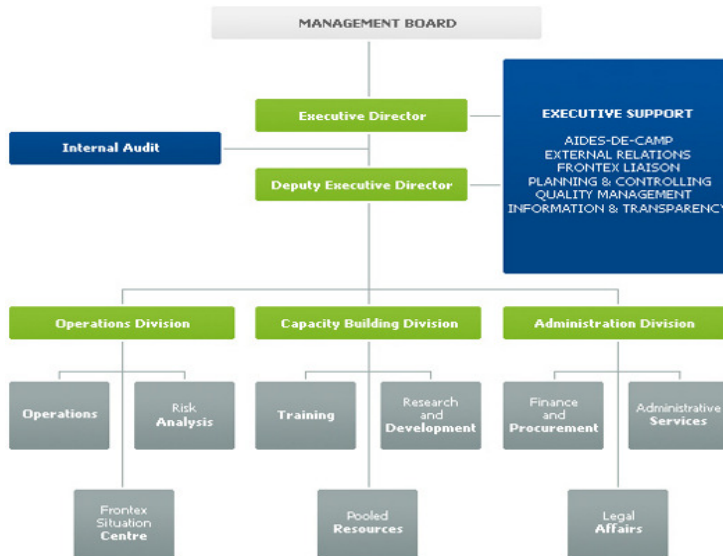 MANAGEMENT BOARD
Executive Director
EXECUTIVE SUPPORT
AIDES-DE-CAMP
EXTERNAL RELATIONS
FRONTEX LIAISON
PLANNING & CONTROLLING
QUALITY MANAGEMENT
INFORMATION & TRANSPARENCY
Internal Audit
Deputy Executive Director
Operations Division
Capacity Building Division
Administration Division
Operations
Risk
Analysis
Training
Research
and
Development
Finance
and
Procurement
Administrative
Services
Frontex
Situation
Centre
Pooled
Resources
Legal
Affairs